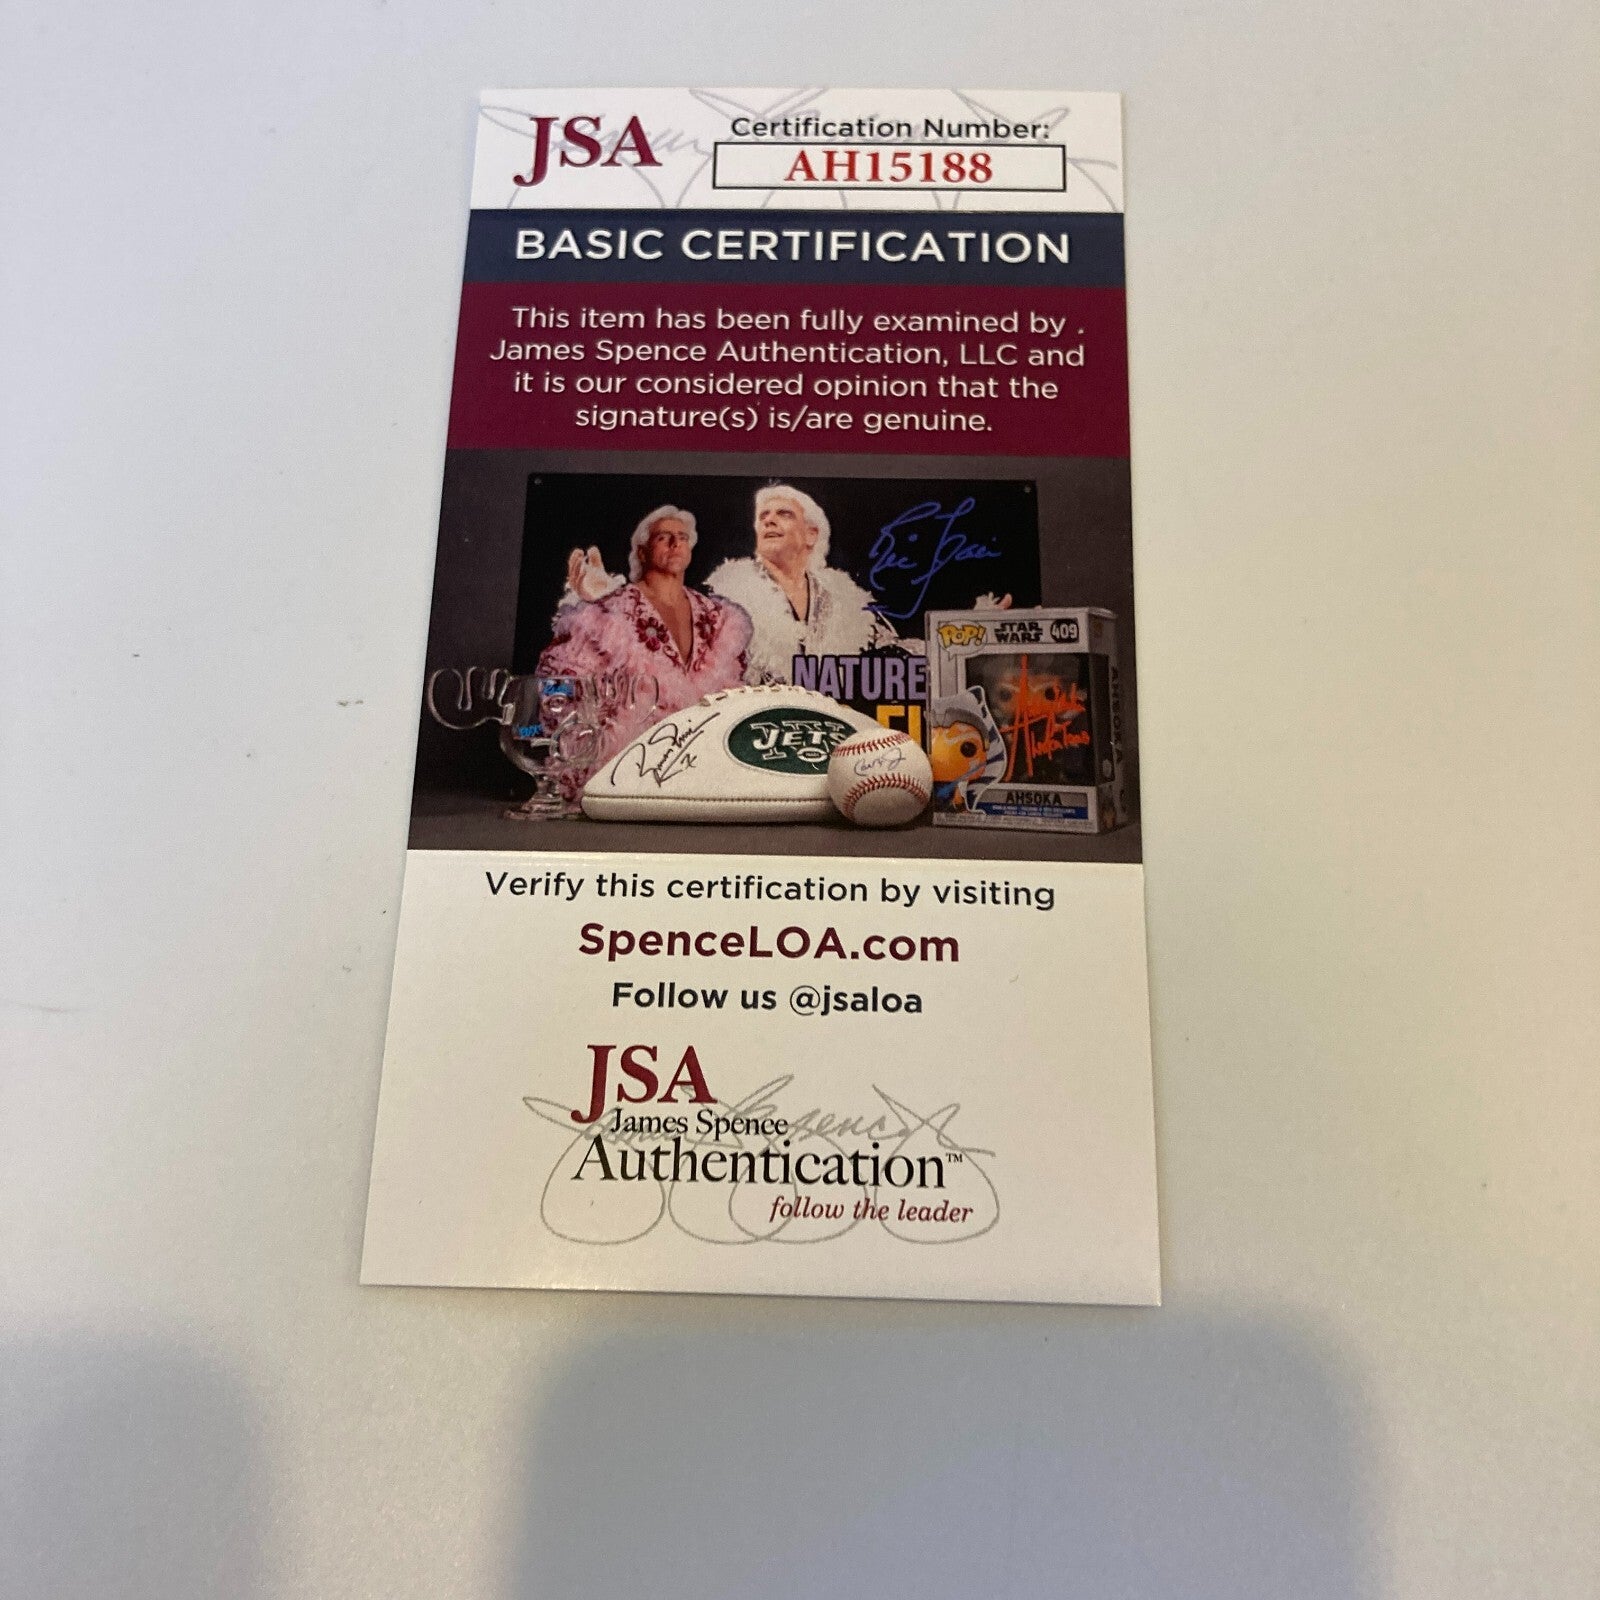 JSA
Certification Number:
AH15188
BASIC CERTIFICATION
This item has been fully examined by .
James Spence Authentication, LLC and
it is our considered opinion that the
signature(s) is/are genuine.
NATURE
POP! STAR WARS 409
JETS
AHSOKA
AHSOKA
Verify this certification by visiting
SpenceLOA.com
Follow us @jsaloa
JSA
James Spence
Authentication™
follow the leader